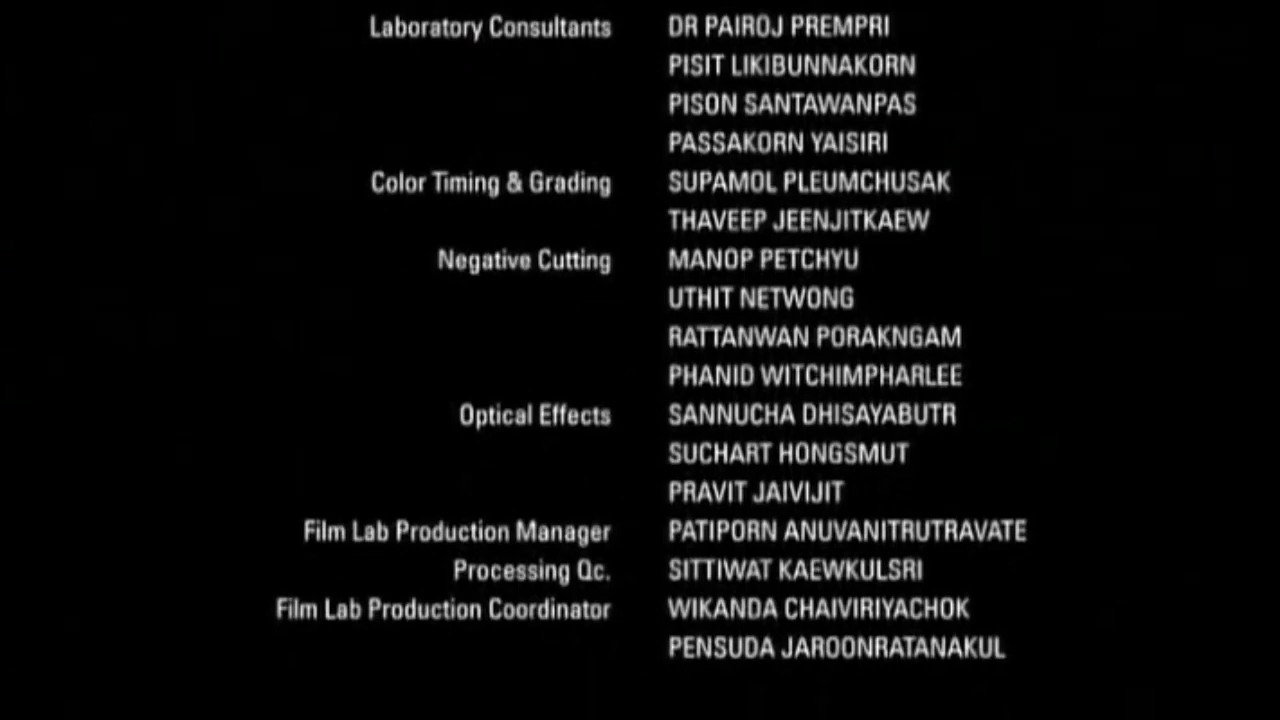 Laboratory Consultants DR PAIROJ PREMPRI
PISIT LIKIBUNNAKORN
PISON SANTAWANPAS
PASSAKORN YAISIRI
Color Timing & Grading SUPAMOL PLEUMCHUSAK
THAVEEP JEENJITKAEW
Negative Cutting MANOP PETCHYU
UTHIT NETWONG
RATTANWAN PORAKNGAM
PHANID WITCHIMPHARLEE
Optical Effects SANNUCHA DHISAYABUTR
SUCHART HONGSMUT
PRAVIT JAIVIJIT
Film Lab Production Manager PATIPORN ANUVANITRUTRAVATE
Processing Qc. SITTIWAT KAEWKULSRI
Film Lab Production Coordinator WIKANDA CHAIVIRIYACHOK
PENSUDA JAROONRATANAKUL